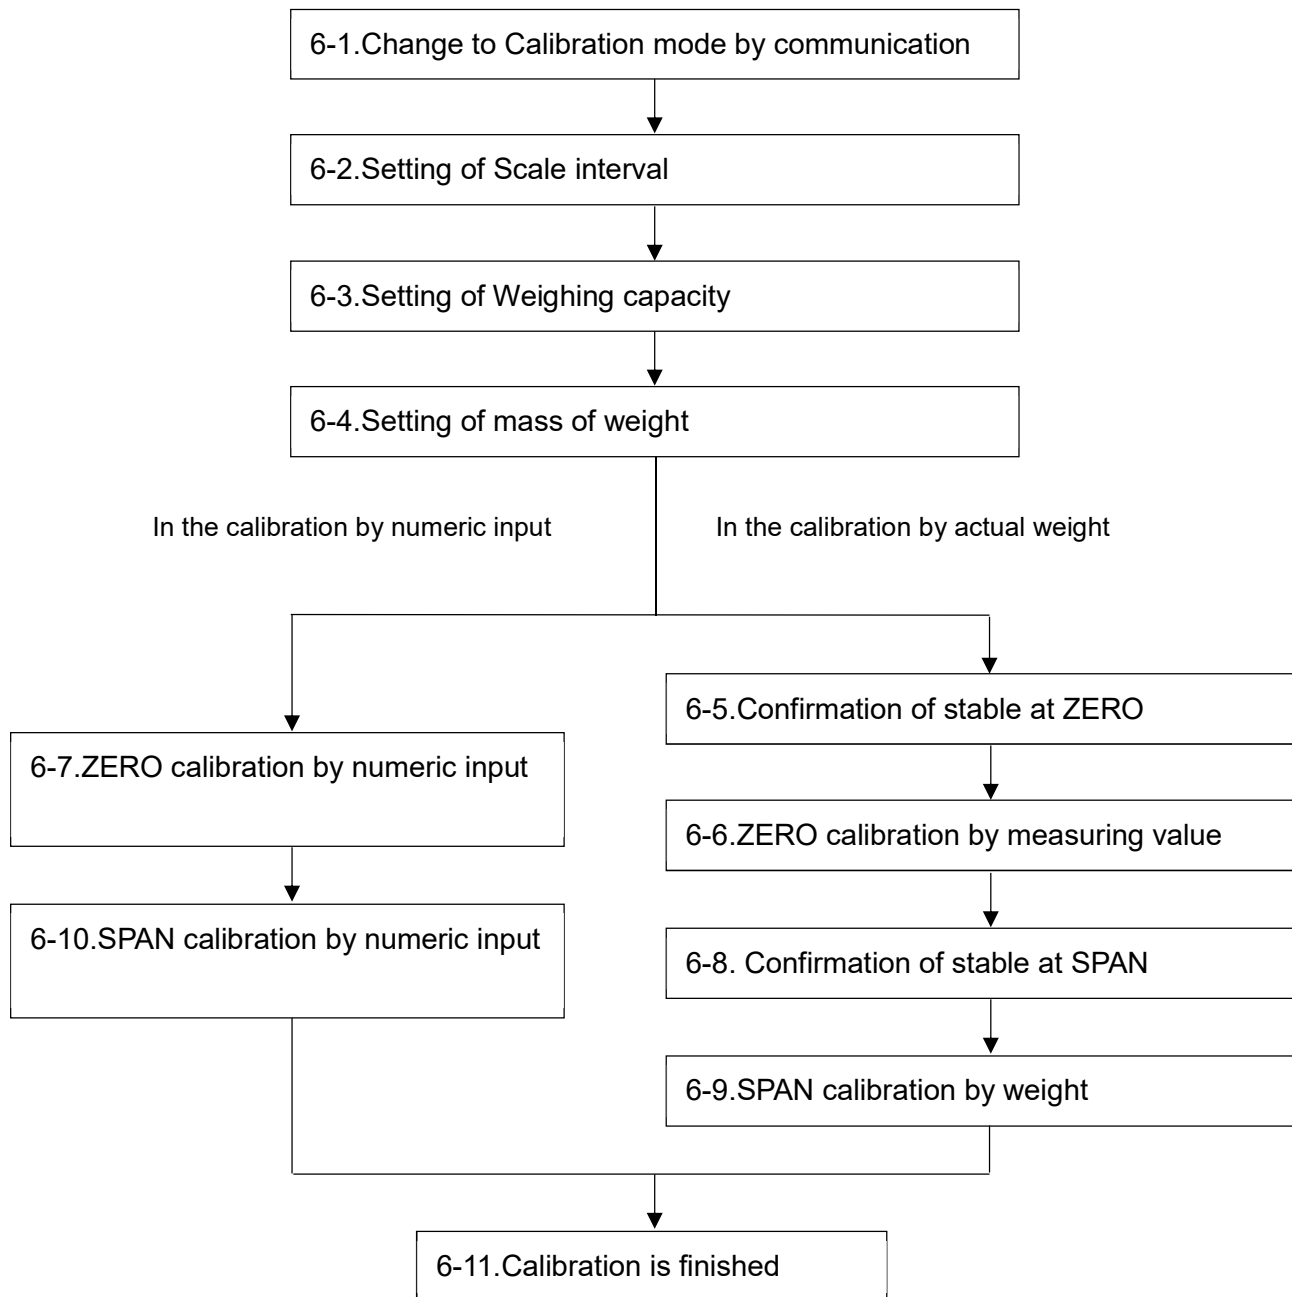 6-1.Change to Calibration mode by communication
6-2.Setting of Scale interval
6-3.Setting of Weighing capacity
6-4.Setting of mass of weight
In the calibration by numeric input
In the calibration by actual weight
6-5.Confirmation of stable at ZERO
6-7.ZERO calibration by numeric input
6-6.ZERO calibration by measuring value
6-10.SPAN calibration by numeric input
6-8. Confirmation of stable at SPAN
6-9.SPAN calibration by weight
6-11.Calibration is finished